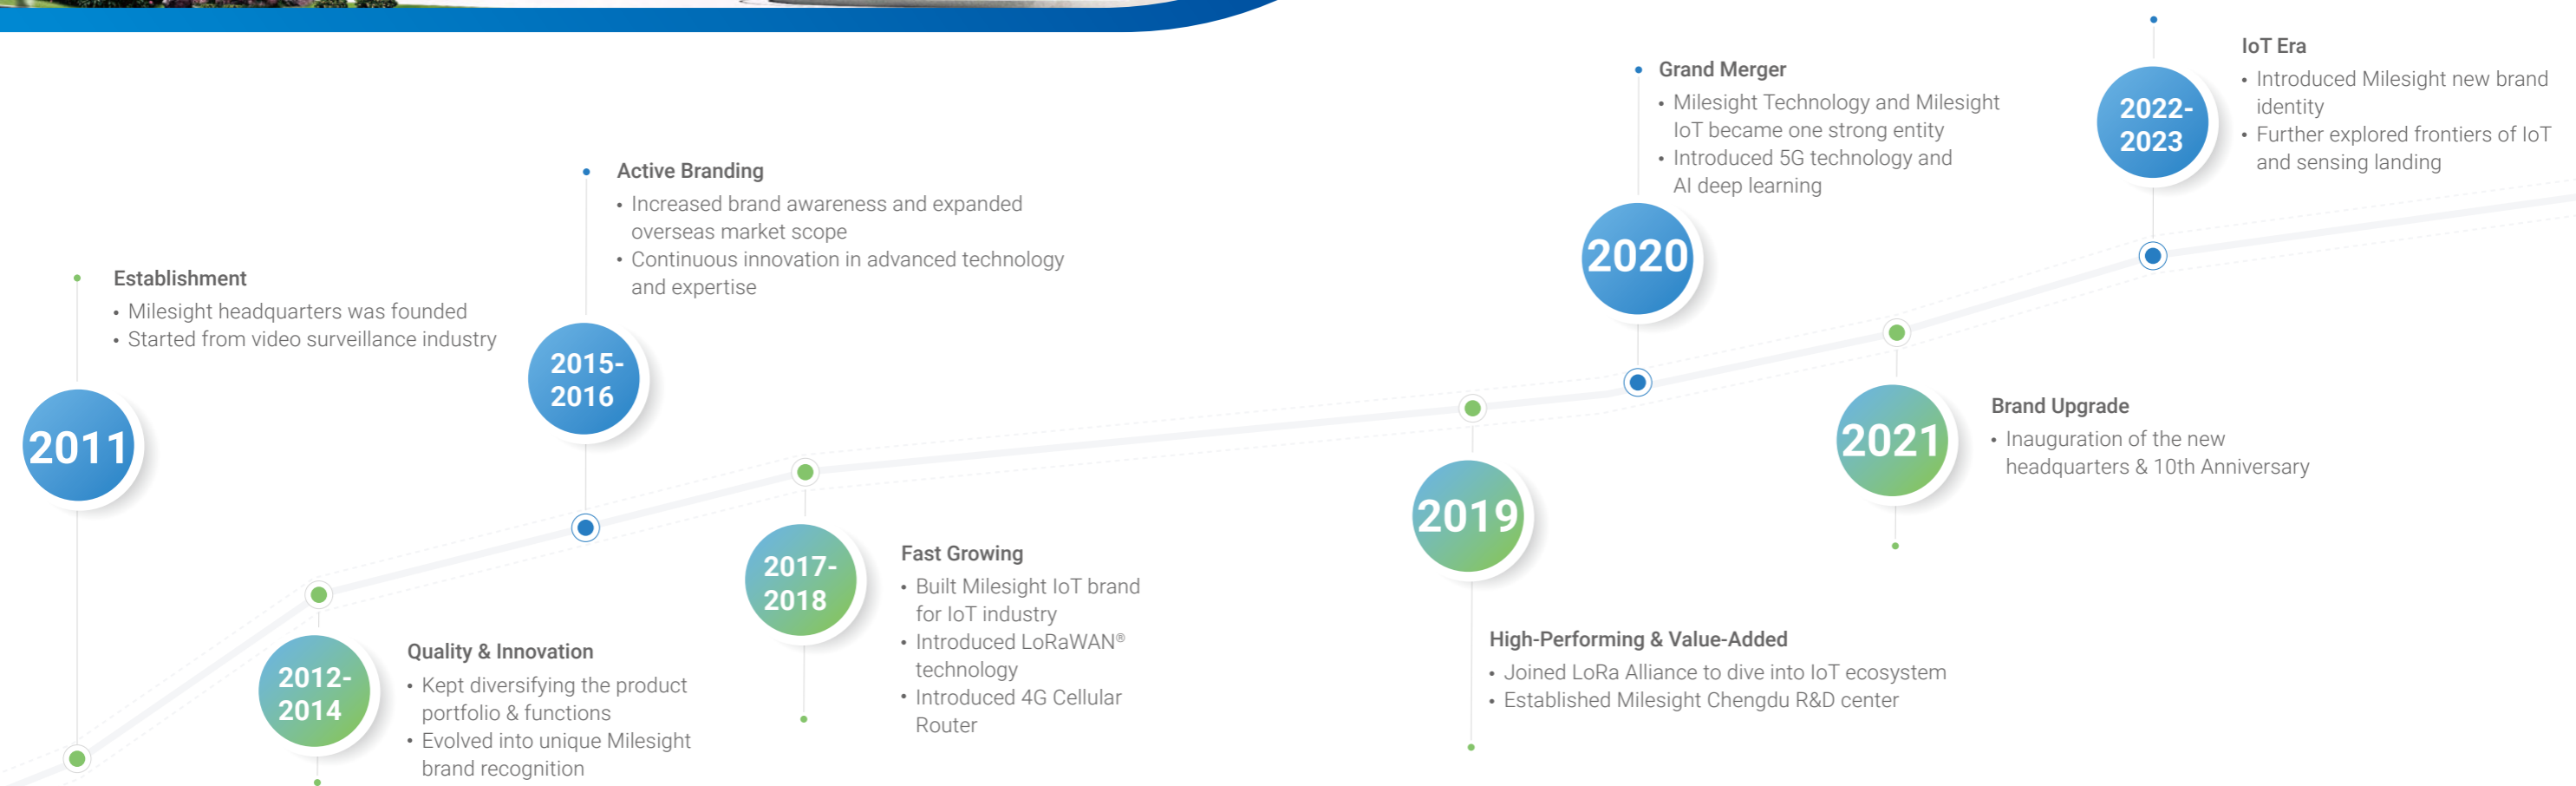 2011
Establishment
• Milesight headquarters was founded
• Started from video surveillance industry
2012-
2014
Quality & Innovation
• Kept diversifying the product
portfolio & functions
• Evolved into unique Milesight
brand recognition
2015-
2016
Active Branding
• Increased brand awareness and expanded
overseas market scope
• Continuous innovation in advanced technology
and expertise
2017-
2018
Fast Growing
• Built Milesight IoT brand
for IoT industry
• Introduced LoRaWAN®
technology
• Introduced 4G Cellular
Router
2019
High-Performing & Value-Added
• Joined LoRa Alliance to dive into IoT ecosystem
• Established Milesight Chengdu R&D center
2020
Grand Merger
• Milesight Technology and Milesight
IoT became one strong entity
• Introduced 5G technology and
AI deep learning
2021
Brand Upgrade
• Inauguration of the new
headquarters & 10th Anniversary
2022-
2023
IoT Era
• Introduced Milesight new brand
identity
• Further explored frontiers of IoT
and sensing landing